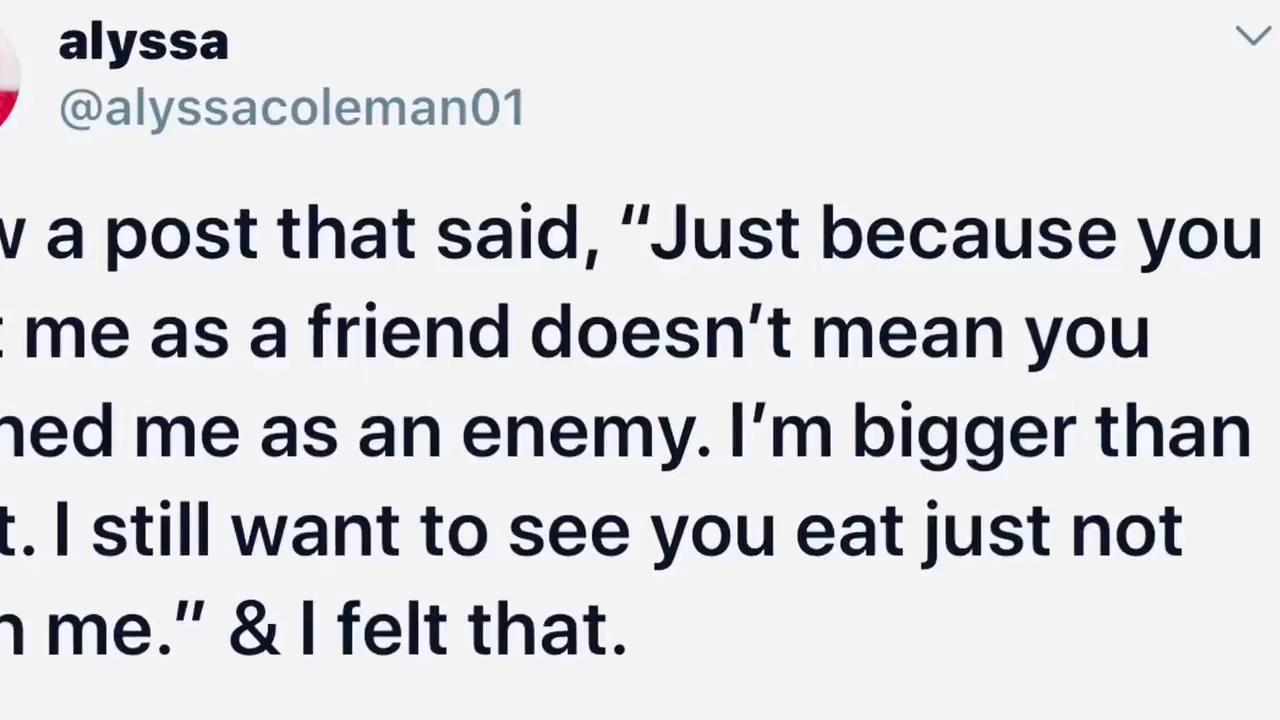 alyssa
@alyssacoleman01
a post that said, “Just because you
me as a friend doesn’t mean you
me as an enemy. I’m bigger than
I still want to see you eat just not
me.” & I felt that.